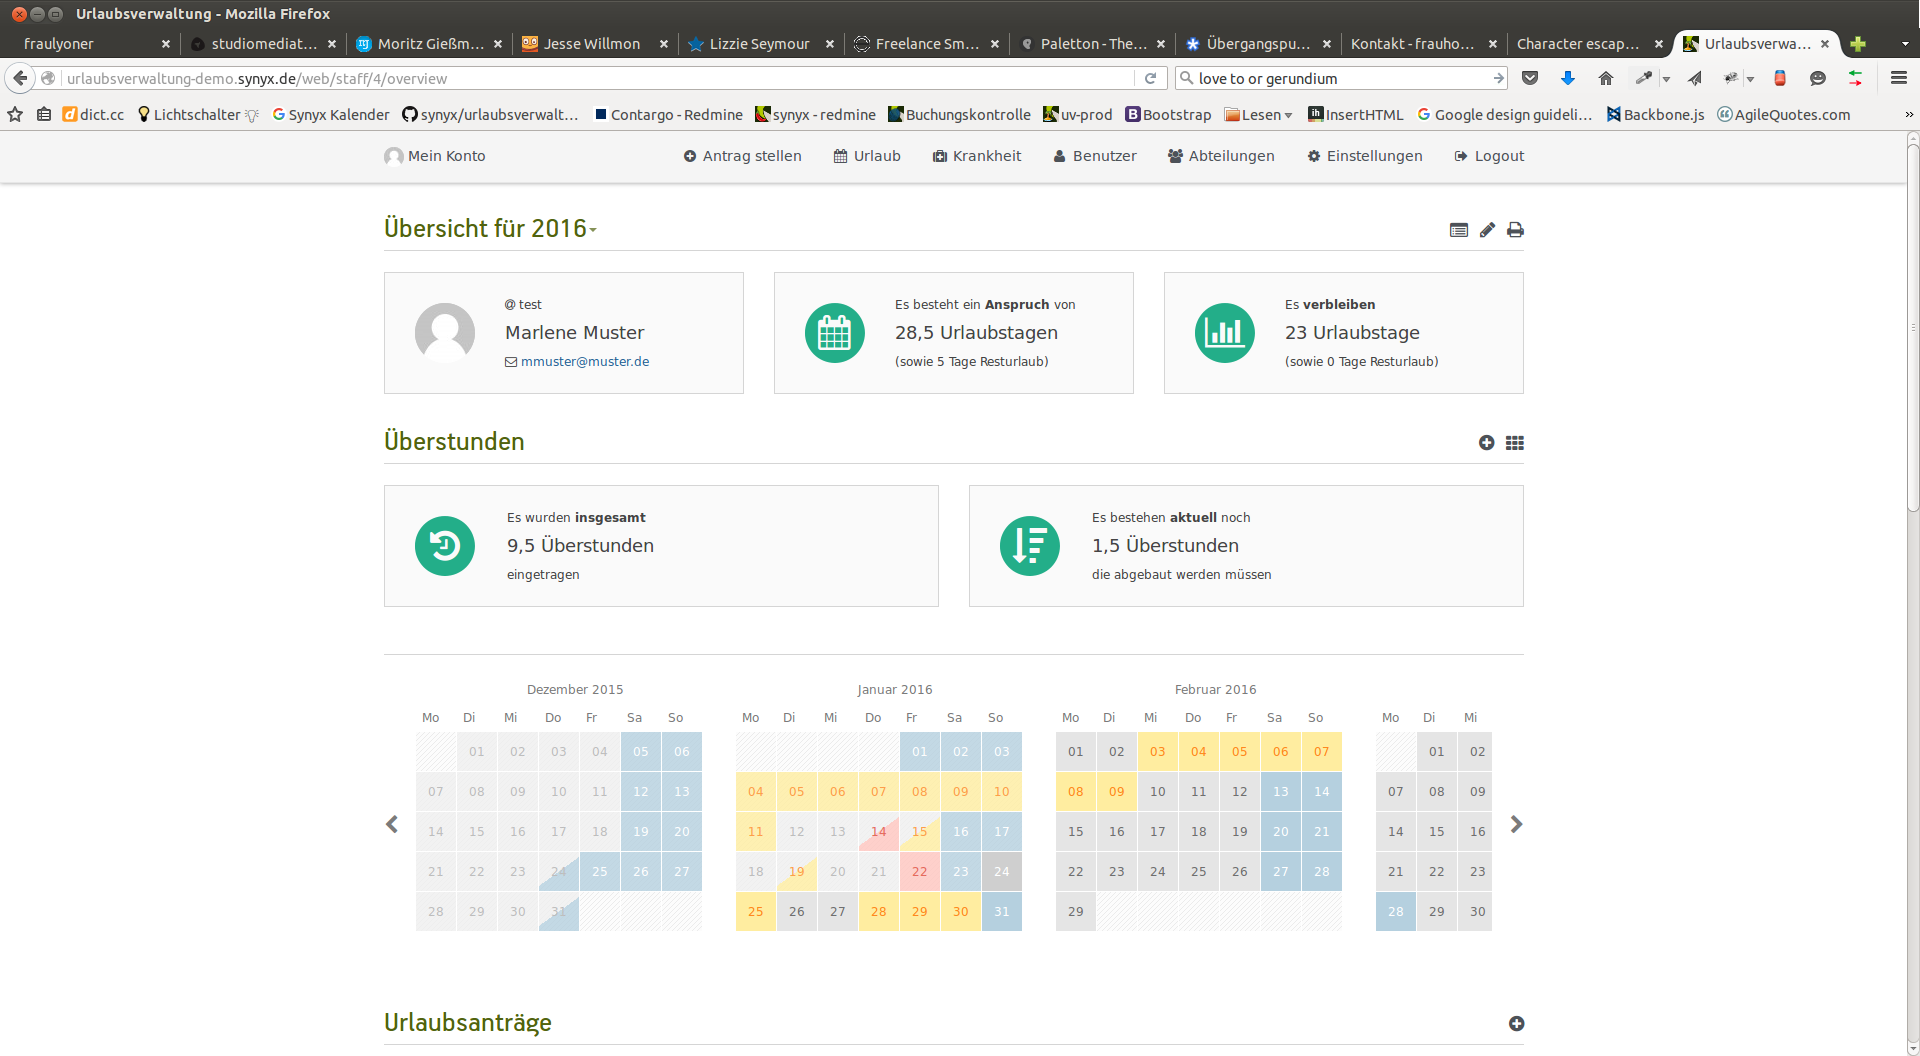 Urlaubsverwaltung - Mozilla Firefox
fraulyoner
studiomediat...
Moritz Gießm...
Jesse Willmon
Lizzie Seymour
Freelance Sm...
Paletton - The...
Übergangspu...
Kontakt - frauho...
Character escap...
Urlaubsverwa...
urlaubsverwaltung-demo.synyx.de/web/staff/4/overview
love to or gerundium
dict.cc
Lichtschalter
Synyx Kalender
synyx/urlaubsverwalt...
Contargo - Redmine
synyx - redmine
Buchungskontrolle
uv-prod
Bootstrap
Lesen
InsertHTML
Google design guideli...
Backbone.js
AgileQuotes.com
Mein Konto
Antrag stellen
Urlaub
Krankheit
Benutzer
Abteilungen
Einstellungen
Logout
Übersicht für 2016
@ test
Marlene Muster
mmuster@muster.de
Es besteht ein Anspruch von
28,5 Urlaubstagen
(sowie 5 Tage Resturlaub)
Es verbleiben
23 Urlaubstage
(sowie 0 Tage Resturlaub)
Überstunden
Es wurden insgesamt
9,5 Überstunden
eingetragen
Es bestehen aktuell noch
1,5 Überstunden
die abgebaut werden müssen
Dezember 2015
Mo Di Mi Do Fr Sa So
01 02 03 04 05 06
07 08 09 10 11 12 13
14 15 16 17 18 19 20
21 22 23 24 25 26 27
28 29 30 31
Januar 2016
Mo Di Mi Do Fr Sa So
01 02 03
04 05 06 07 08 09 10
11 12 13 14 15 16 17
18 19 20 21 22 23 24
25 26 27 28 29 30 31
Februar 2016
Mo Di Mi Do Fr Sa So
01 02 03 04 05 06 07
08 09 10 11 12 13 14
15 16 17 18 19 20 21
22 23 24 25 26 27 28
29
Mo Di Mi
01 02
07 08 09
14 15 16
21 22 23
28 29 30
Urlaubsanträge